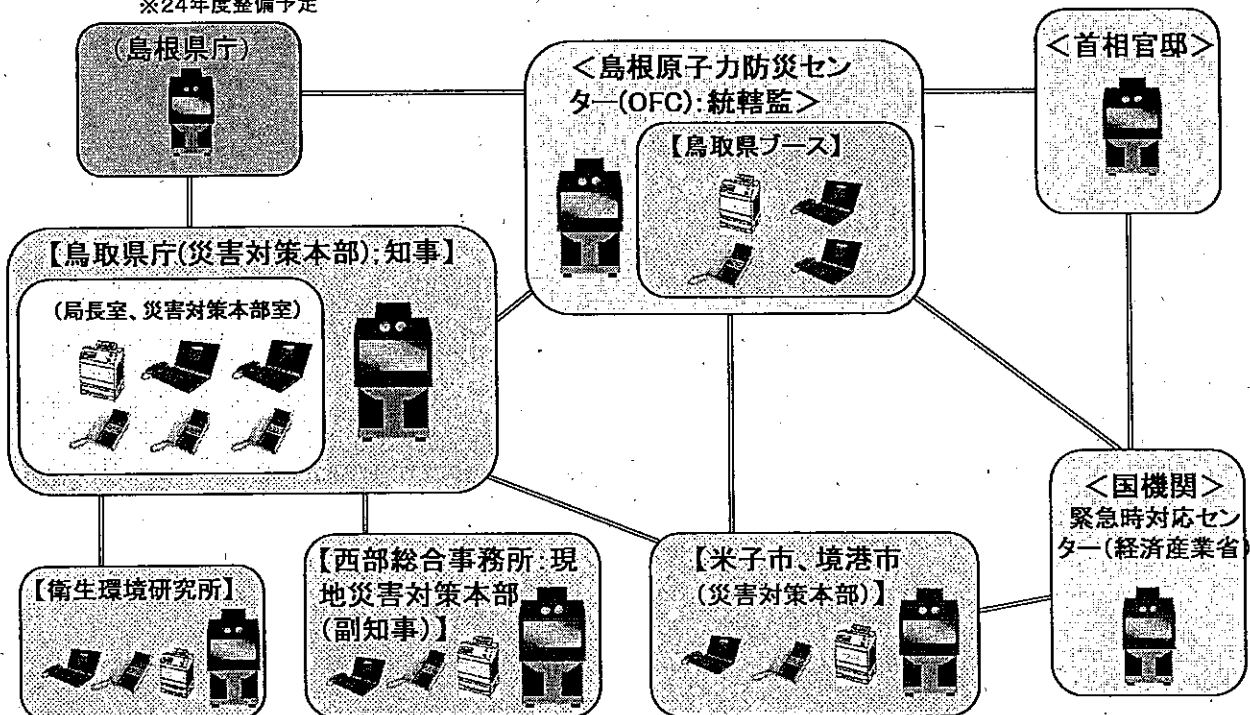 ※24年度整備予定
(島根県庁)
<島根原子力防災セン
ター(OFC):統轄監>
【鳥取県ブース】
<首相官邸>
【鳥取県庁(災害対策本部):知事】
(局長室、災害対策本部室)
<国機関>
緊急時対応セン
ター(経済産業省)
【衛生環境研究所】
【西部総合事務所:現
地災害対策本部
(副知事)】
【米子市、境港市
(災害対策本部)】